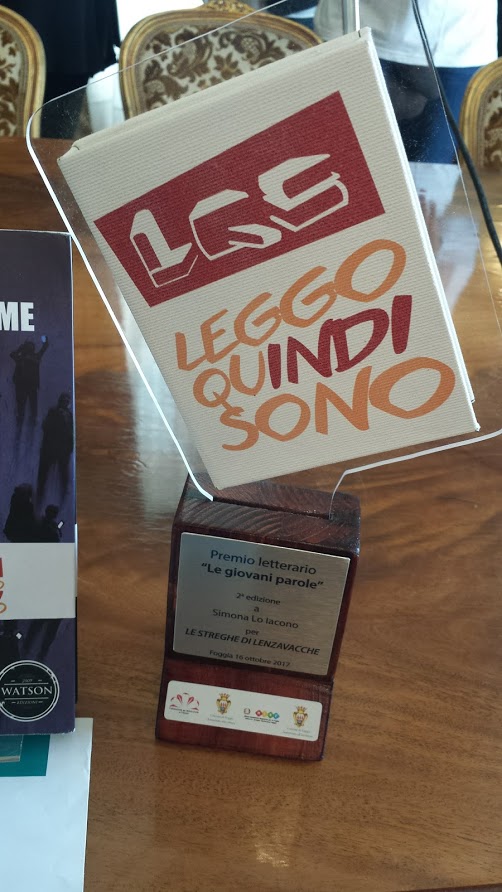 LQS
LEGGO
QUINDI
SONO
Premio letterario
"Le giovani parole"
2ª edizione
a
Simona Lo Iacono
per
LE STREGHE DI LENZAVACCHE
Foggia 16 ottobre 2017
ME
WATSON